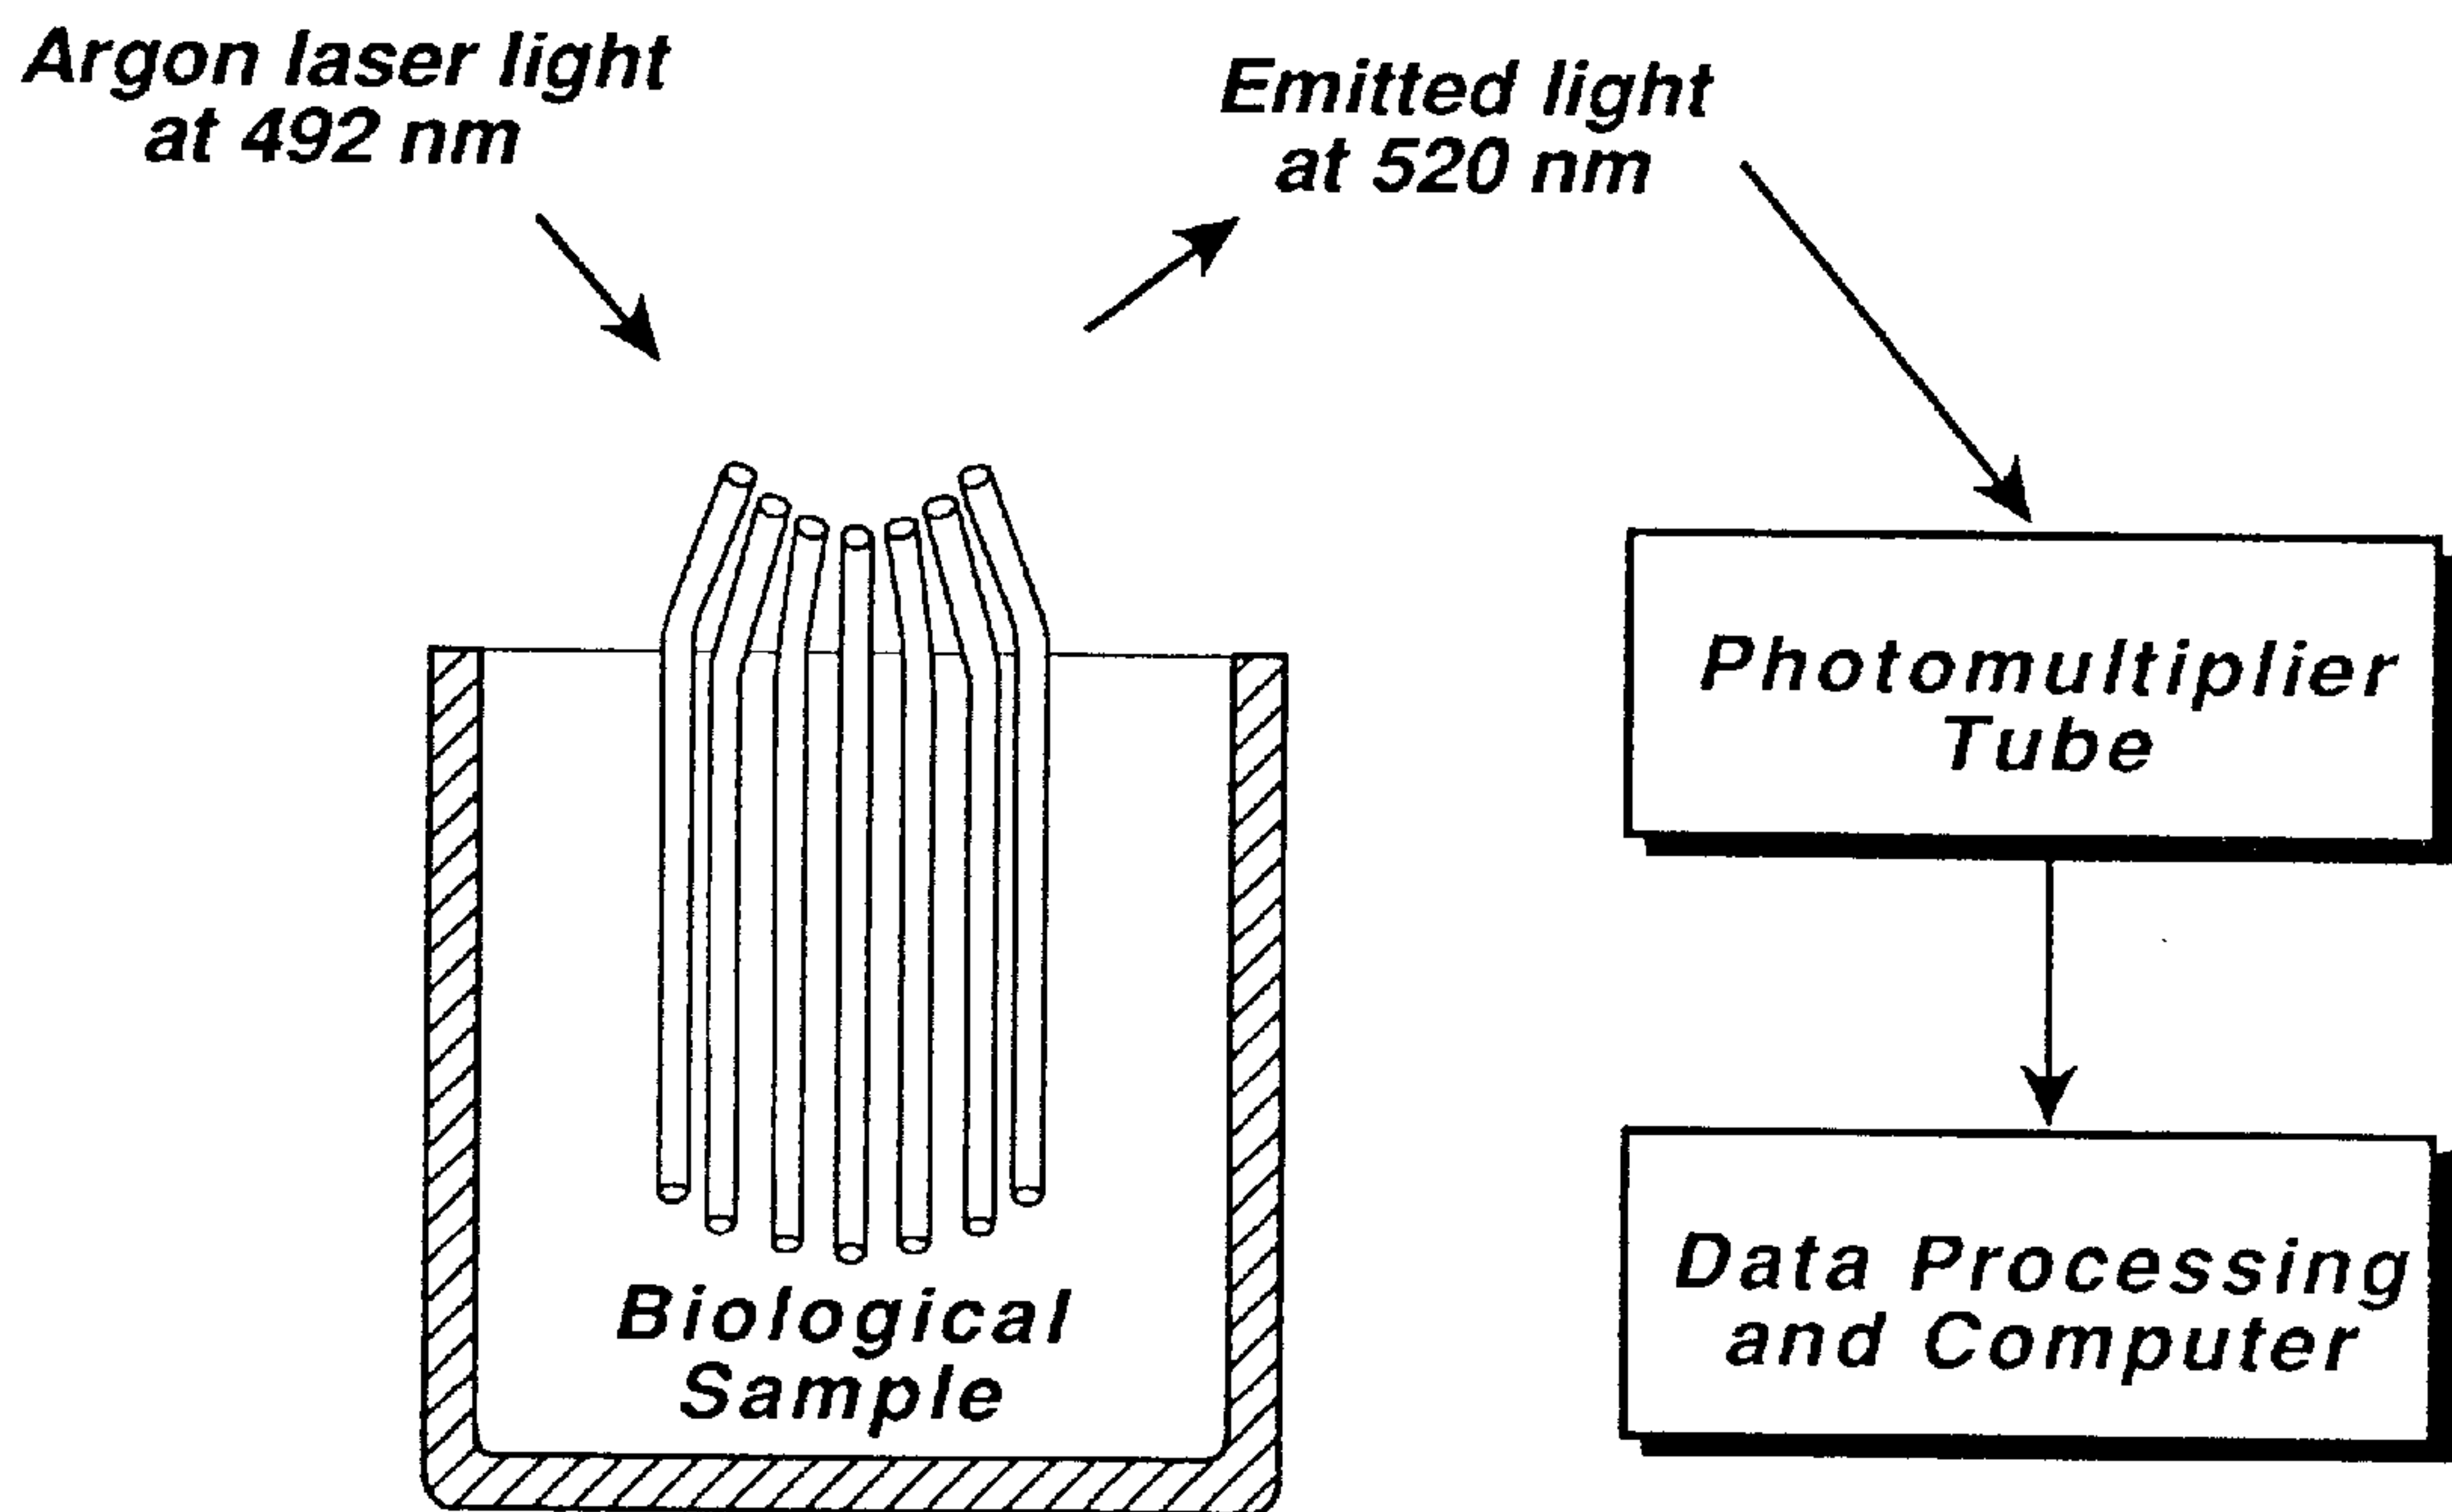 Argon laser light
at 492 nm
Emitted light
at 520 nm
Photomultiplier
Tube
Data Processing
and Computer
Biological
Sample